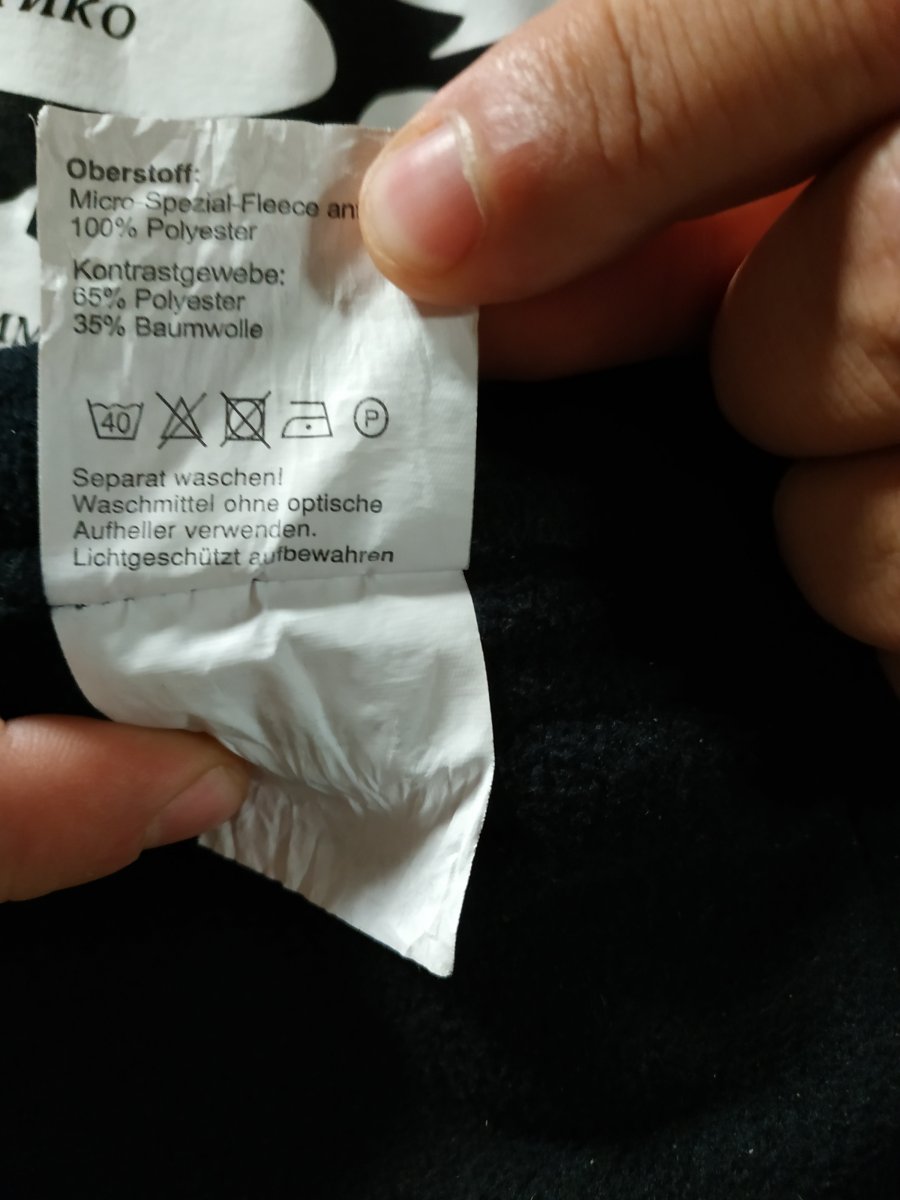 Oberstoff:
Micro Spezial-Fleece
100% Polyester
Kontrastgewebe:
65% Polyester
35% Baumwolle
40
P
Separat waschen!
Waschmittel ohne optische
Aufheller verwenden.
Lichtgeschützt aufbewahren